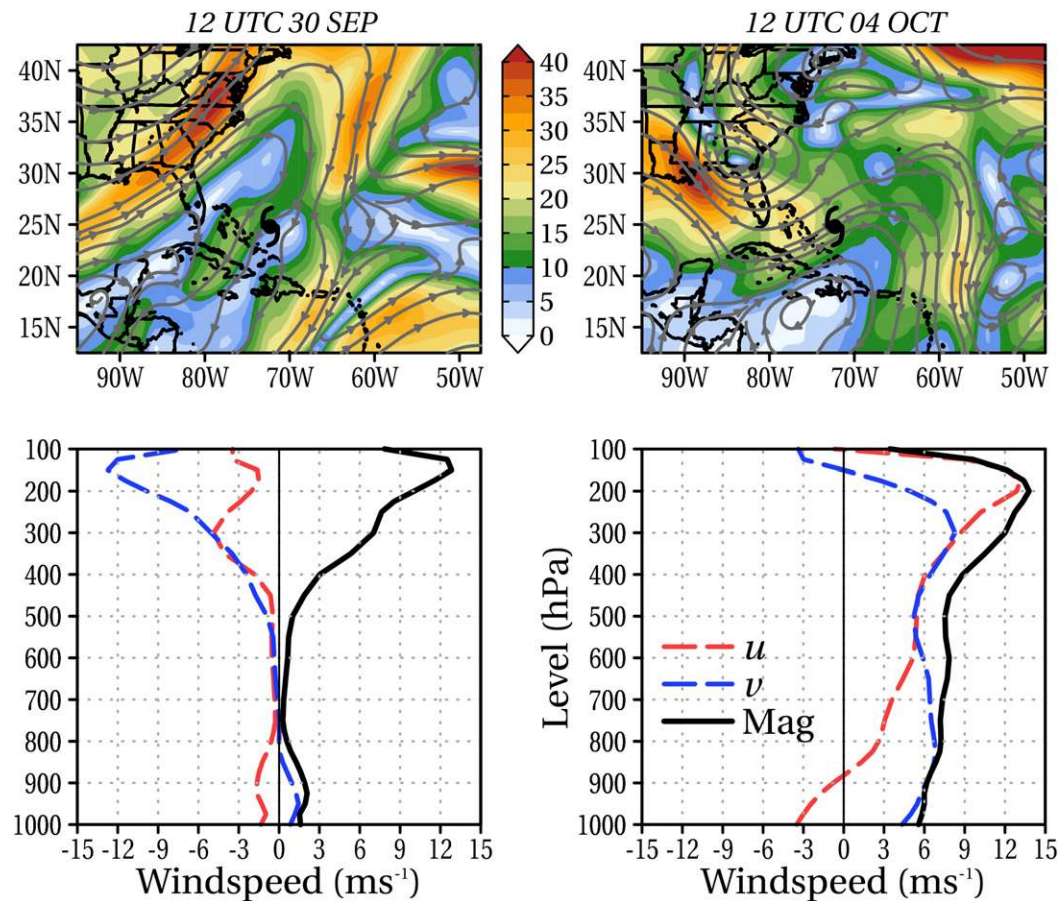 12 UTC 30 SEP
12 UTC 04 OCT
40N
35N
30N
25N
20N
15N
90W 80W 70W 60W 50W
40
35
30
25
20
15
10
5
0
40N
35N
30N
25N
20N
15N
90W 80W 70W 60W 50W
100
200
300
400
500
600
700
800
900
1000
-15 -12 -9 -6 -3 0 3 6 9 12 15
Windspeed (ms⁻¹)
Level (hPa)
100
200
300
400
500
600
700
800
900
1000
u
v
Mag
-15 -12 -9 -6 -3 0 3 6 9 12 15
Windspeed (ms⁻¹)